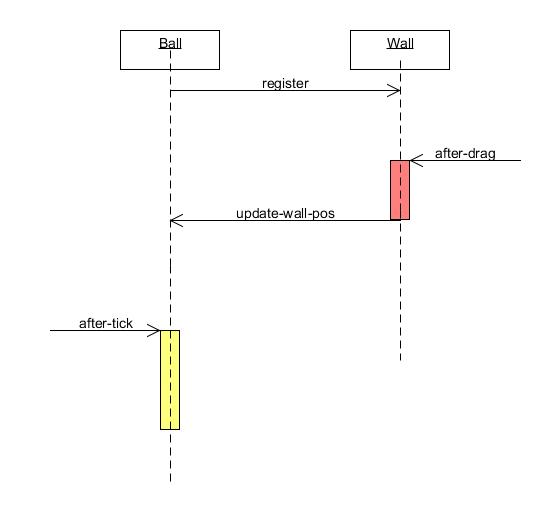 Ball
Wall
register
after-drag
update-wall-pos
after-tick